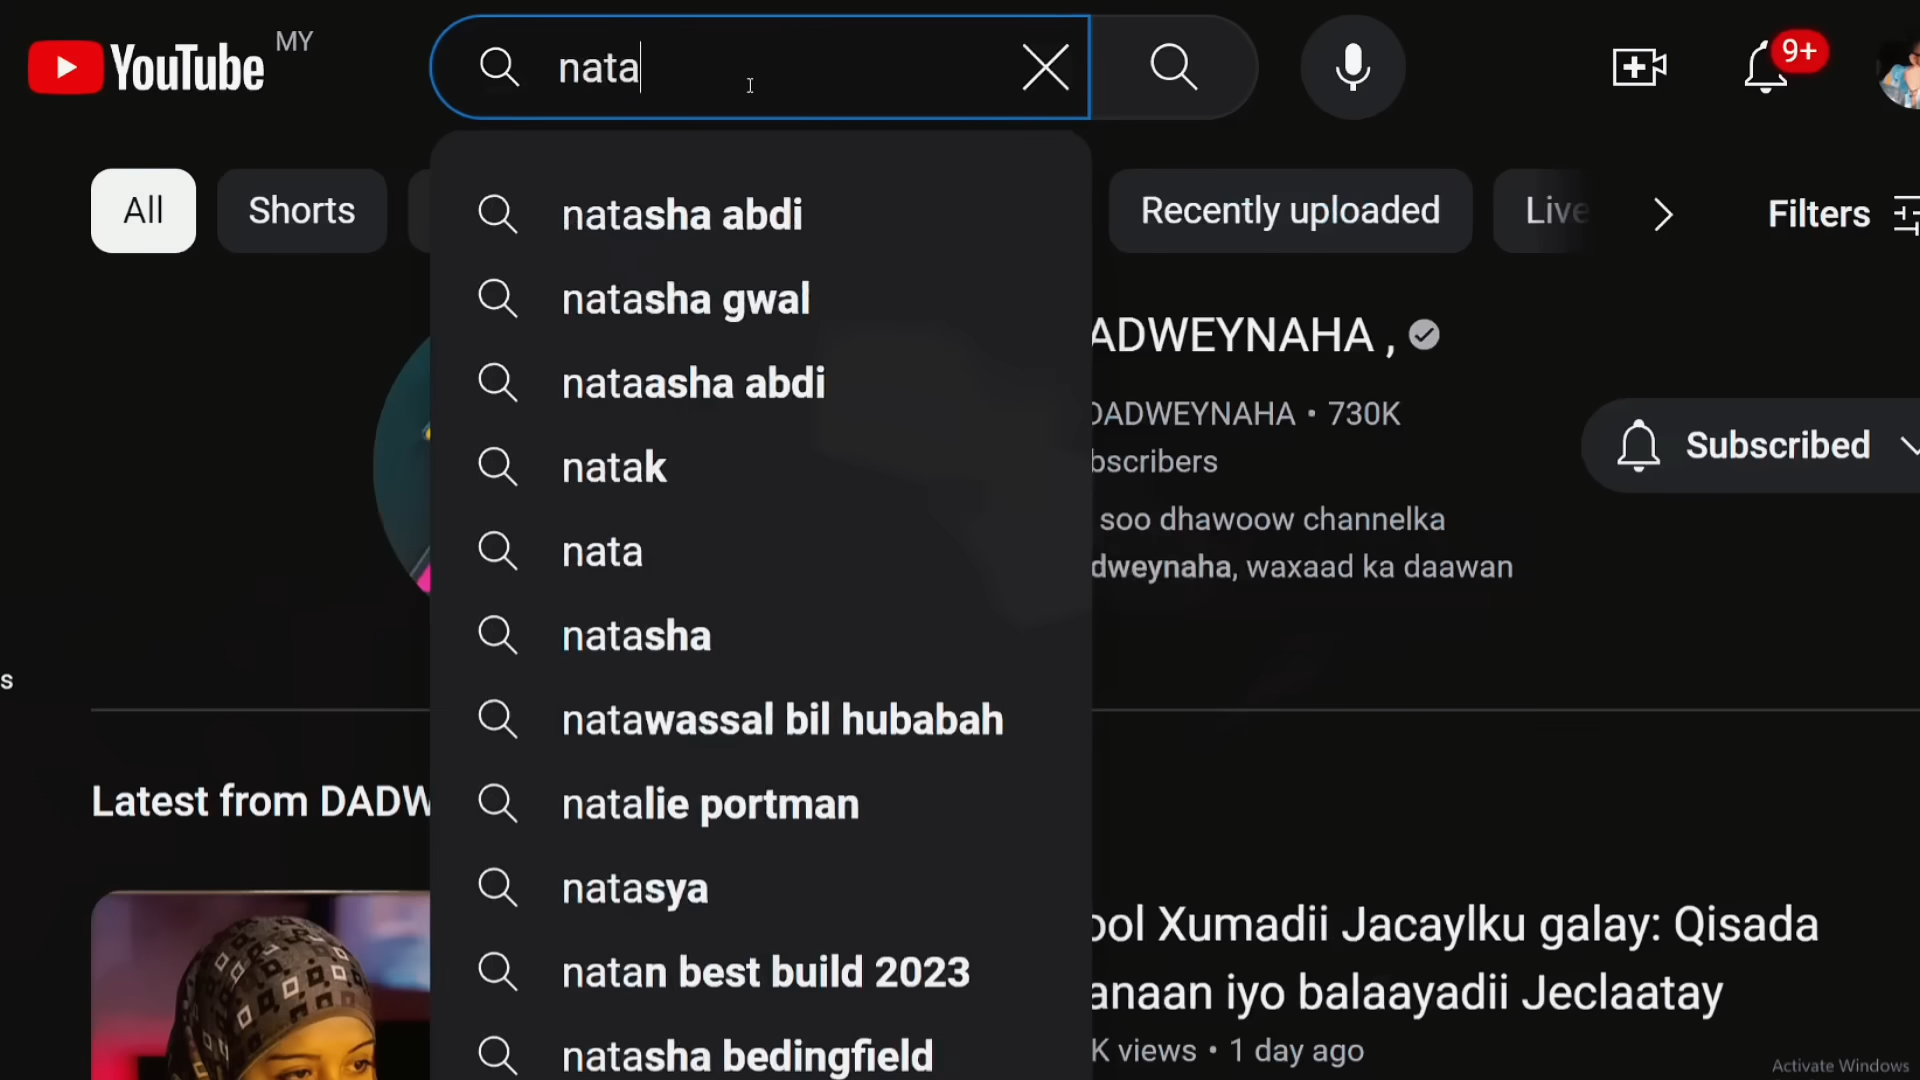 YouTube MY
nata
9+
All
Shorts
Recently uploaded
Live
Filters
natasha abdi
natasha gwal
nataasha abdi
natak
nata
natasha
natawassal bil hubabah
natalie portman
natasya
natan best build 2023
natasha bedingfield
ADWEYNAHA ,
DADWEYNAHA • 730K
bscribers
soo dhawoow channelka
dweynaha, waxaad ka daawan
Subscribed
s
Latest from DADW
ool Xumadii Jacaylku galay: Qisada
anaan iyo balaayadii Jeclaatay
K views • 1 day ago
Activate Windows